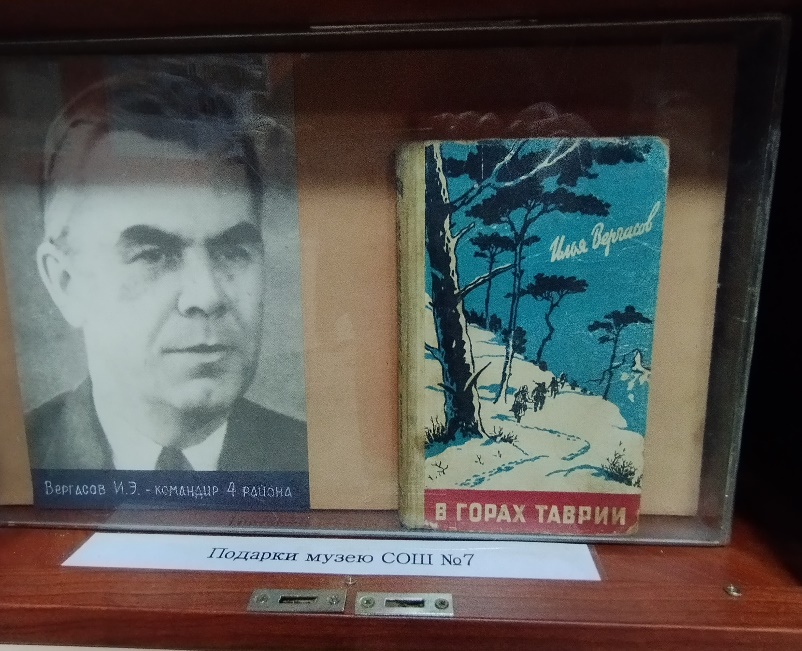 Илья Вергасов
В ГОРАХ ТАВРИИ
Вергасов И.Э. - командир 4 района
Подарки музею СОШ №7